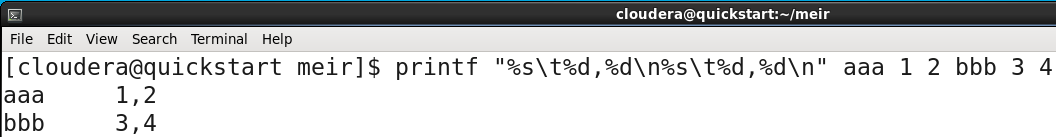 cloudera@quickstart:~/meir
File Edit View Search Terminal Help
[cloudera@quickstart meir]$ printf "%s\t%d,%d\n%s\t%d,%d\n" aaa 1 2 bbb 3 4
aaa	1,2
bbb	3,4